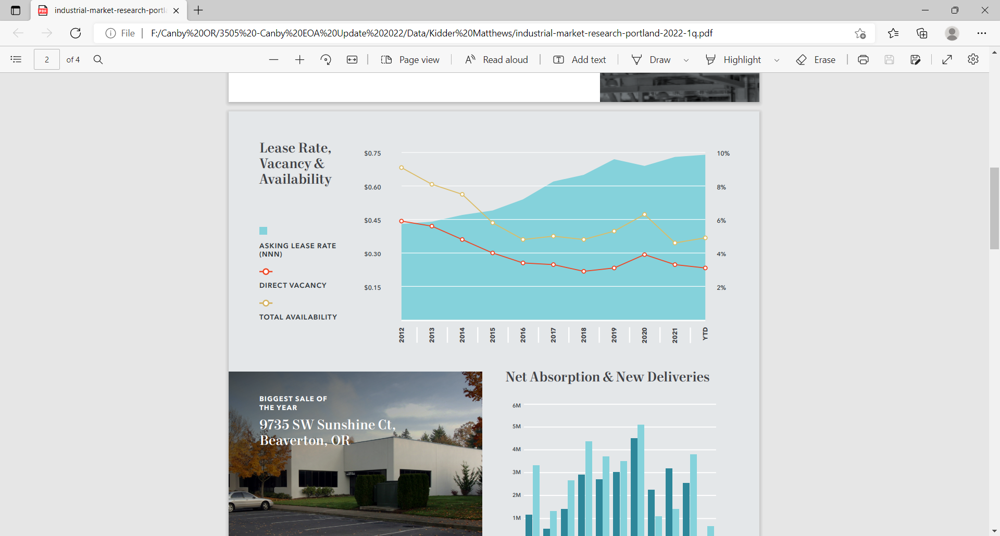 industrial-market-research-portla
File
F:/Canby%20OR/3505%20-Canby%20EOA%20Update%202022/Data/Kidder%20Matthews/industrial-market-research-portland-2022-1q.pdf
2 of 4
Page view
Read aloud
Add text
Draw
Highlight
Erase
Lease Rate,
Vacancy &
Availability
ASKING LEASE RATE
(NNN)
DIRECT VACANCY
TOTAL AVAILABILITY
$0.75
$0.60
$0.45
$0.30
$0.15
10%
8%
6%
4%
2%
2012 2013 2014 2015 2016 2017 2018 2019 2020 2021 YTD
BIGGEST SALE OF
THE YEAR
9735 SW Sunshine Ct,
Beaverton, OR
Net Absorption & New Deliveries
6M
5M
4M
3M
2M
1M